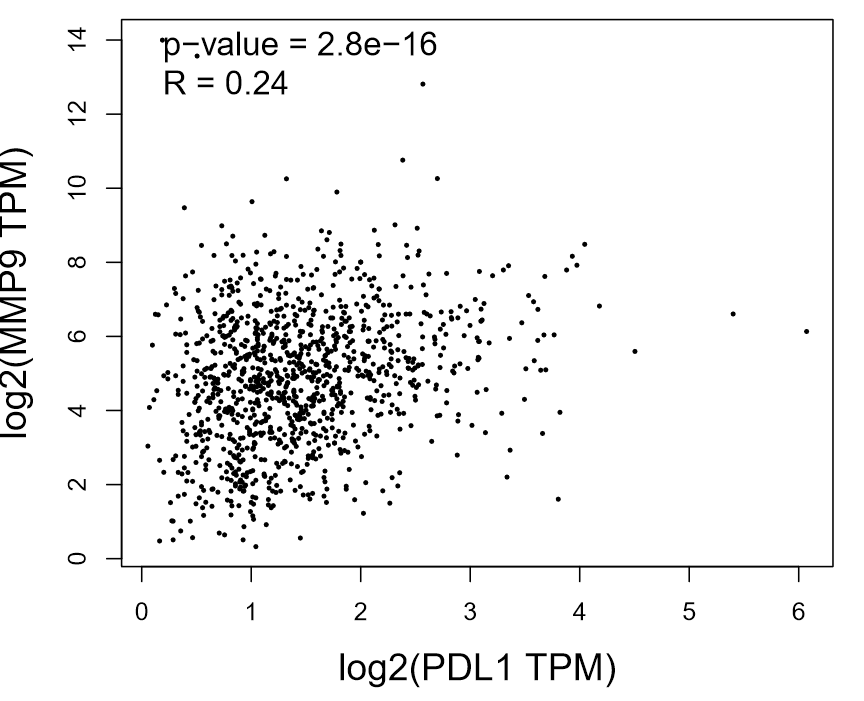 p−value = 2.8e−16
R = 0.24
log2(MMP9 TPM)
14
12
10
8
6
4
2
0
0 1 2 3 4 5 6
log2(PDL1 TPM)